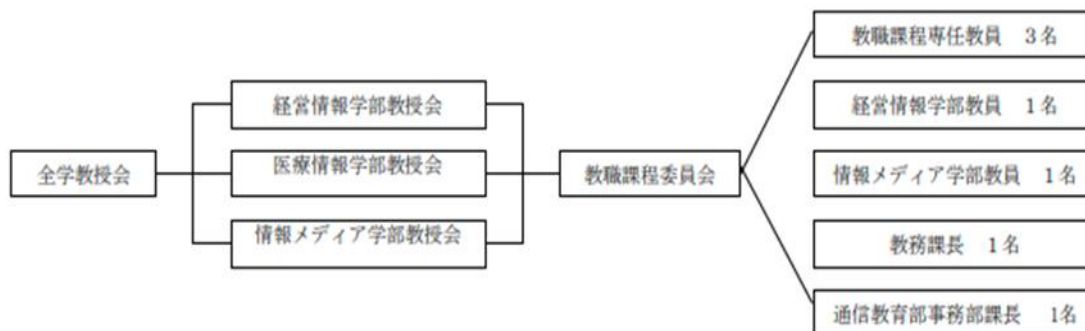 全学教授会
経営情報学部教授会
医療情報学部教授会
情報メディア学部教授会
教職課程委員会
教職課程専任教員　3名
経営情報学部教員　1名
情報メディア学部教員　1名
教務課長　1名
通信教育部事務部課長　1名